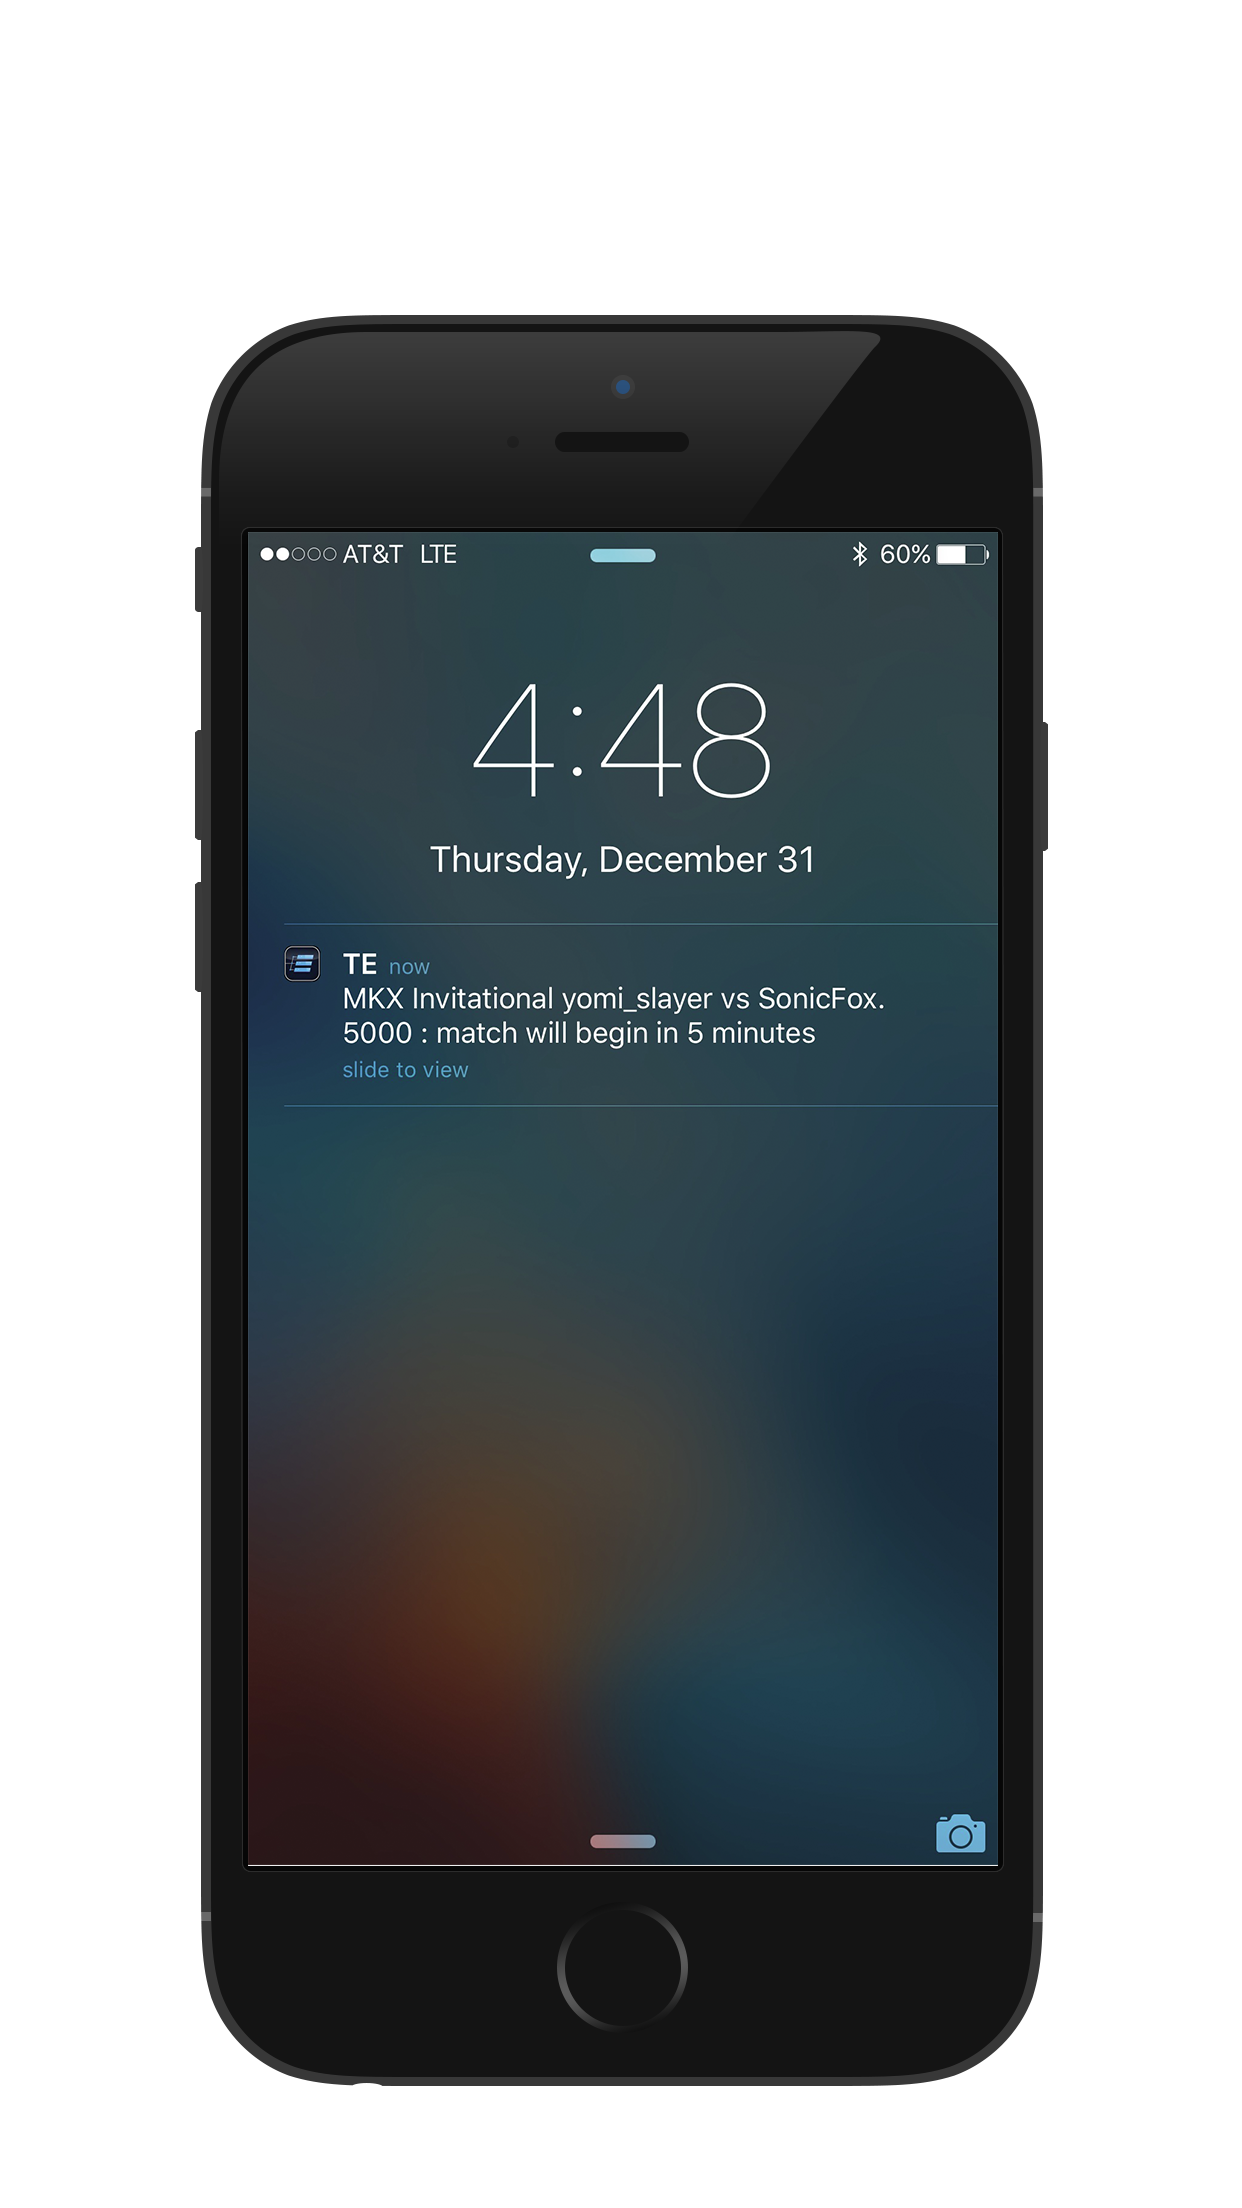 AT&T LTE 60%
4:48
Thursday, December 31
TE now
MKX Invitational yomi_slayer vs SonicFox.
5000 : match will begin in 5 minutes
slide to view